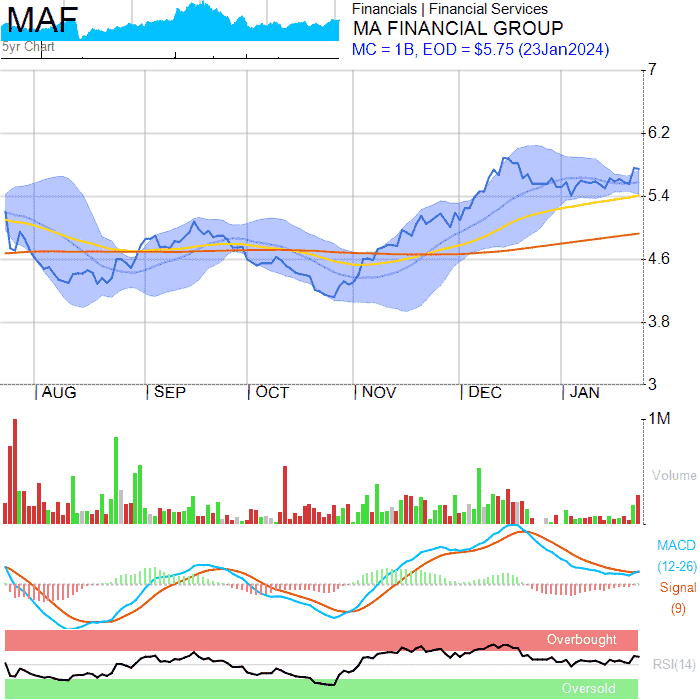 MAF
5yr Chart
Financials | Financial Services
MA FINANCIAL GROUP
MC = 1B, EOD = $5.75 (23Jan2024)
7
6.2
5.4
4.6
3.8
3
AUG SEP OCT NOV DEC JAN
1M
Volume
MACD
(12-26)
Signal
(9)
Overbought
RSI(14)
Oversold